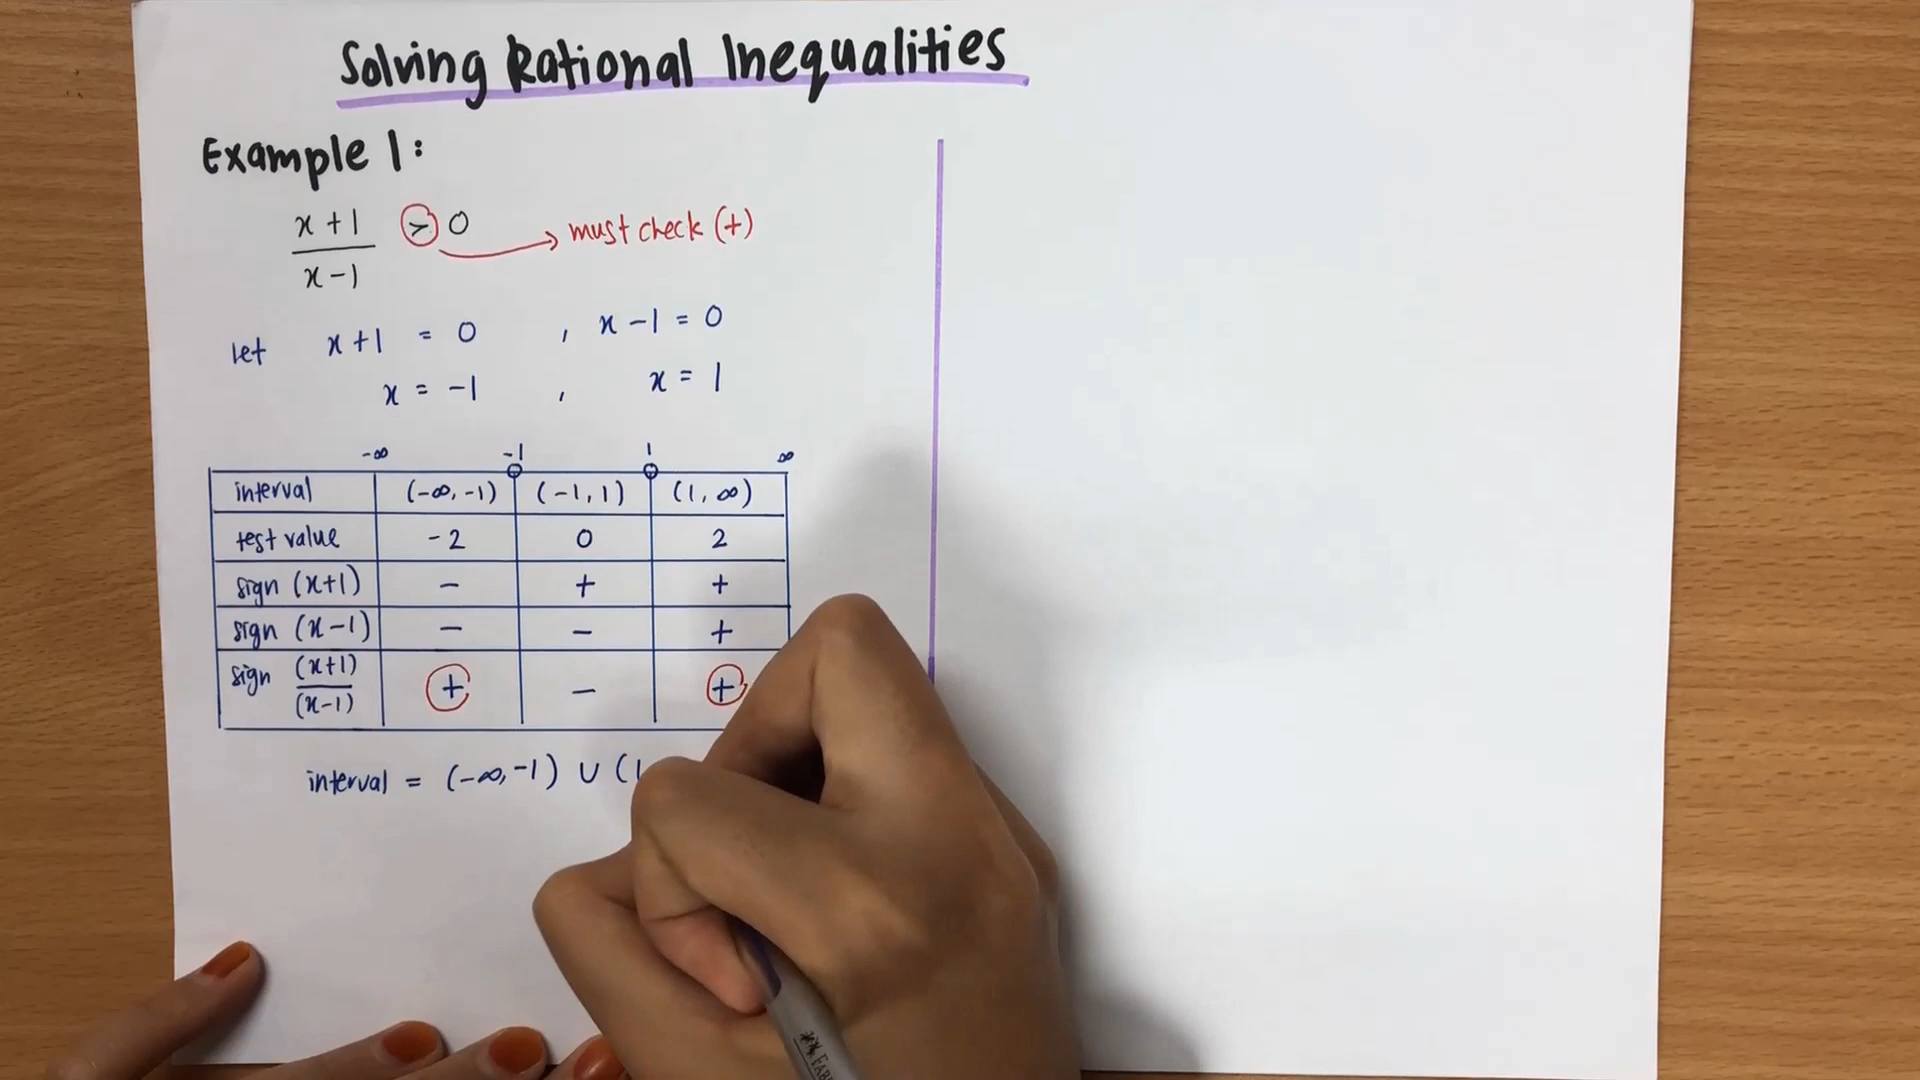 Solving Rational Inequalities
Example 1:
x+1 > 0 → must check (+)
x-1
let x+1 = 0 , x-1 = 0
x = -1 , x = 1
-∞ -1 1 ∞
interval (-∞,-1) (-1,1) (1,∞)
test value -2 0 2
sign (x+1) - + +
sign (x-1) - - +
sign (x+1)/(x-1) + - +
interval = (-∞,-1) ∪ (1